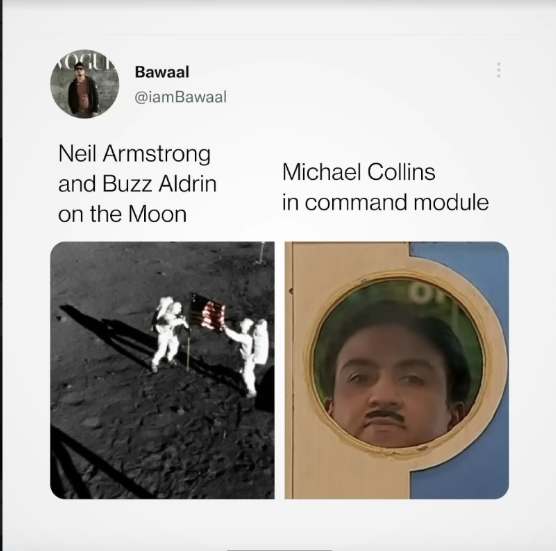 VOGUE
Bawaal
@iamBawaal
Neil Armstrong
and Buzz Aldrin
on the Moon
Michael Collins
in command module